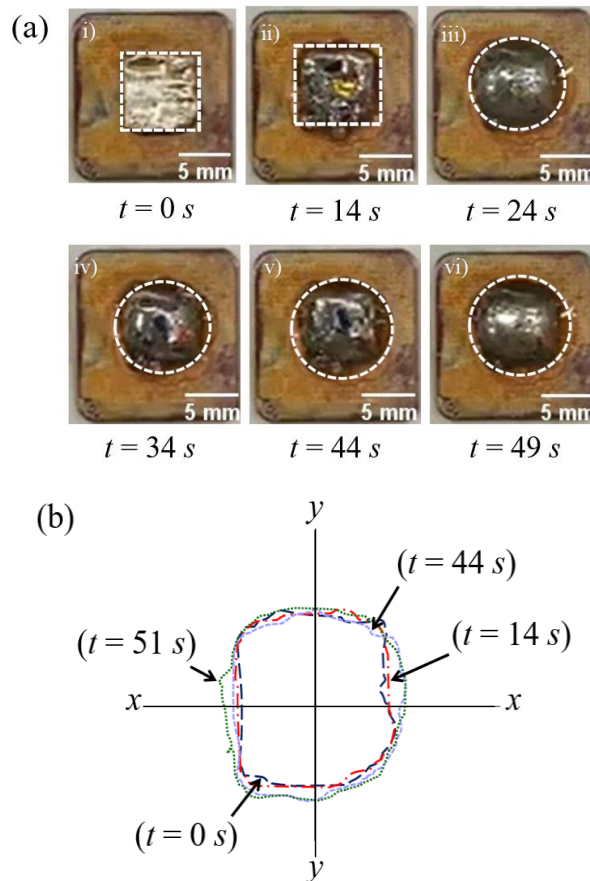 (a)
i)
5 mm
t = 0 s
ii)
5 mm
t = 14 s
iii)
5 mm
t = 24 s
iv)
5 mm
t = 34 s
v)
5 mm
t = 44 s
vi)
5 mm
t = 49 s
(b)
y
(t = 44 s)
(t = 51 s)
(t = 14 s)
x
x
(t = 0 s)
y